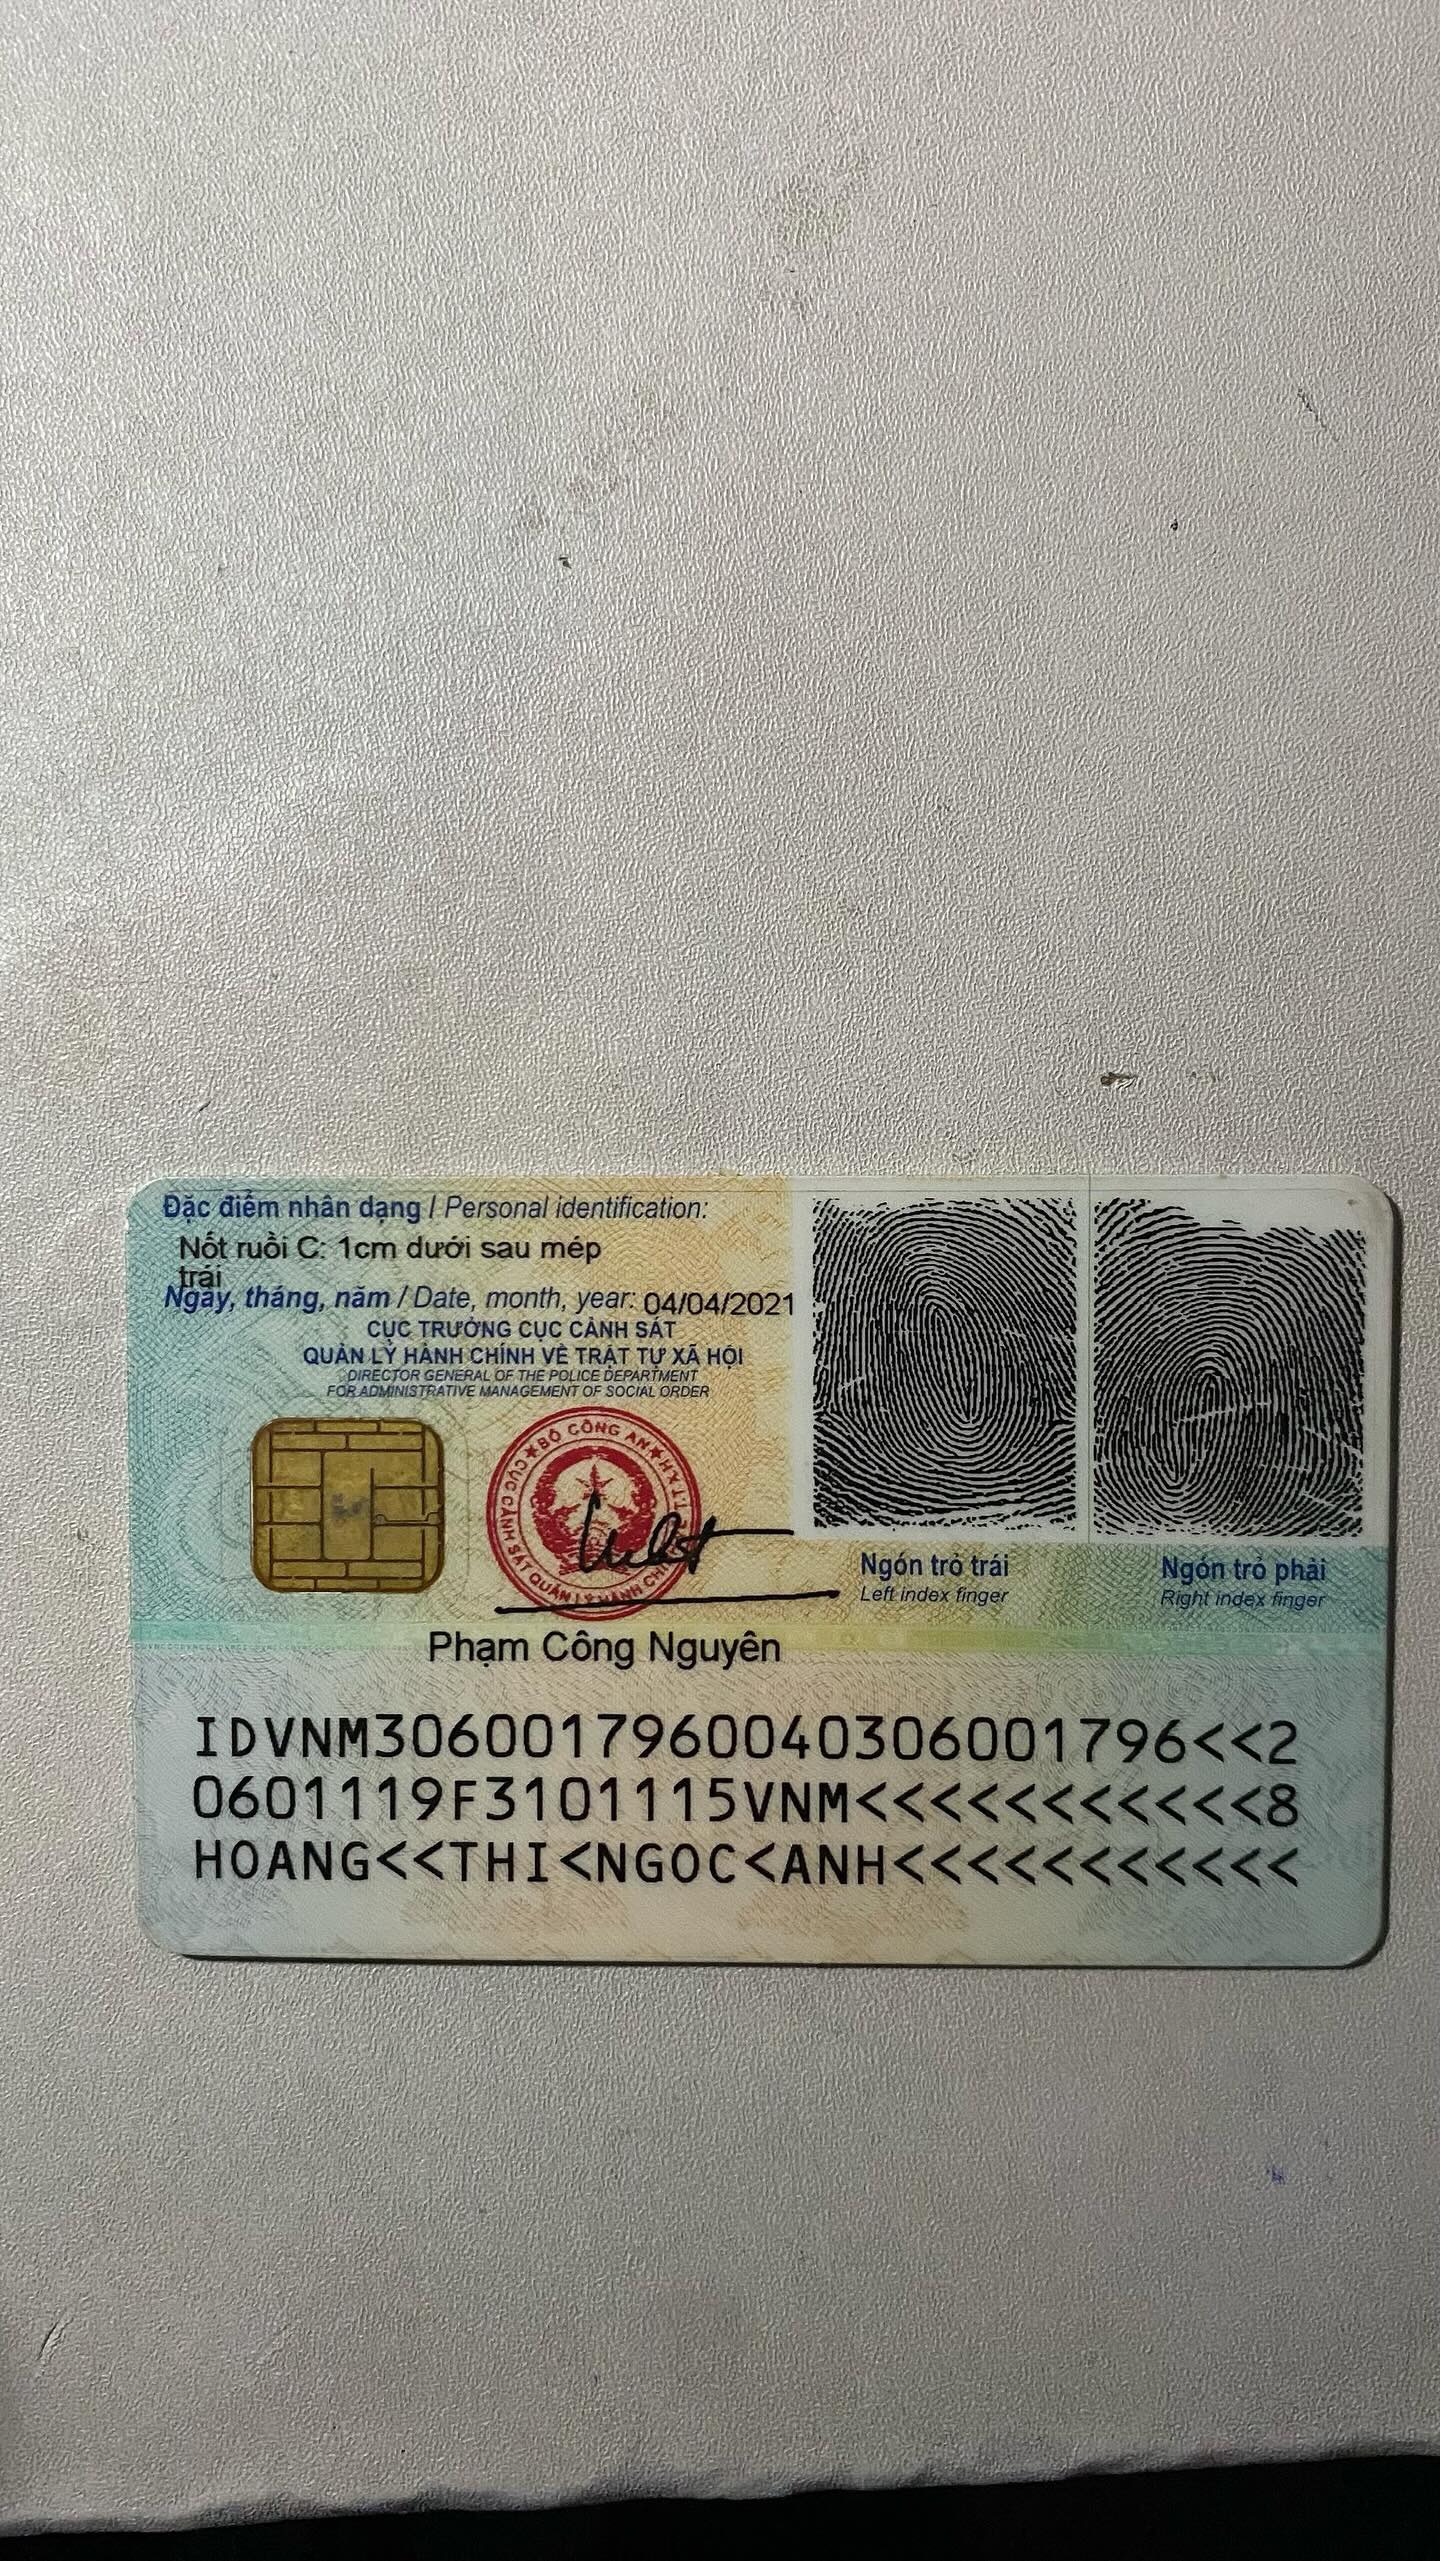 Đặc điểm nhân dạng / Personal identification:
Nốt ruồi C: 1cm dưới sau mép
trái
Ngày, tháng, năm / Date, month, year: 04/04/2021
CỤC TRƯỞNG CỤC CẢNH SÁT
QUẢN LÝ HÀNH CHÍNH VỀ TRẬT TỰ XÃ HỘI
DIRECTOR GENERAL OF THE POLICE DEPARTMENT
FOR ADMINISTRATIVE MANAGEMENT OF SOCIAL ORDER
BỘ CÔNG AN
CỤC CẢNH SÁT QUẢN LÝ HÀNH CHÍNH
Phạm Công Nguyên
Ngón trỏ trái
Left index finger
Ngón trỏ phải
Right index finger
IDVNM3060017960040306001796<<2
0601119F3101115VNM<<<<<<<<<<<8
HOANG<<THI<NGOC<ANH<<<<<<<<<<<